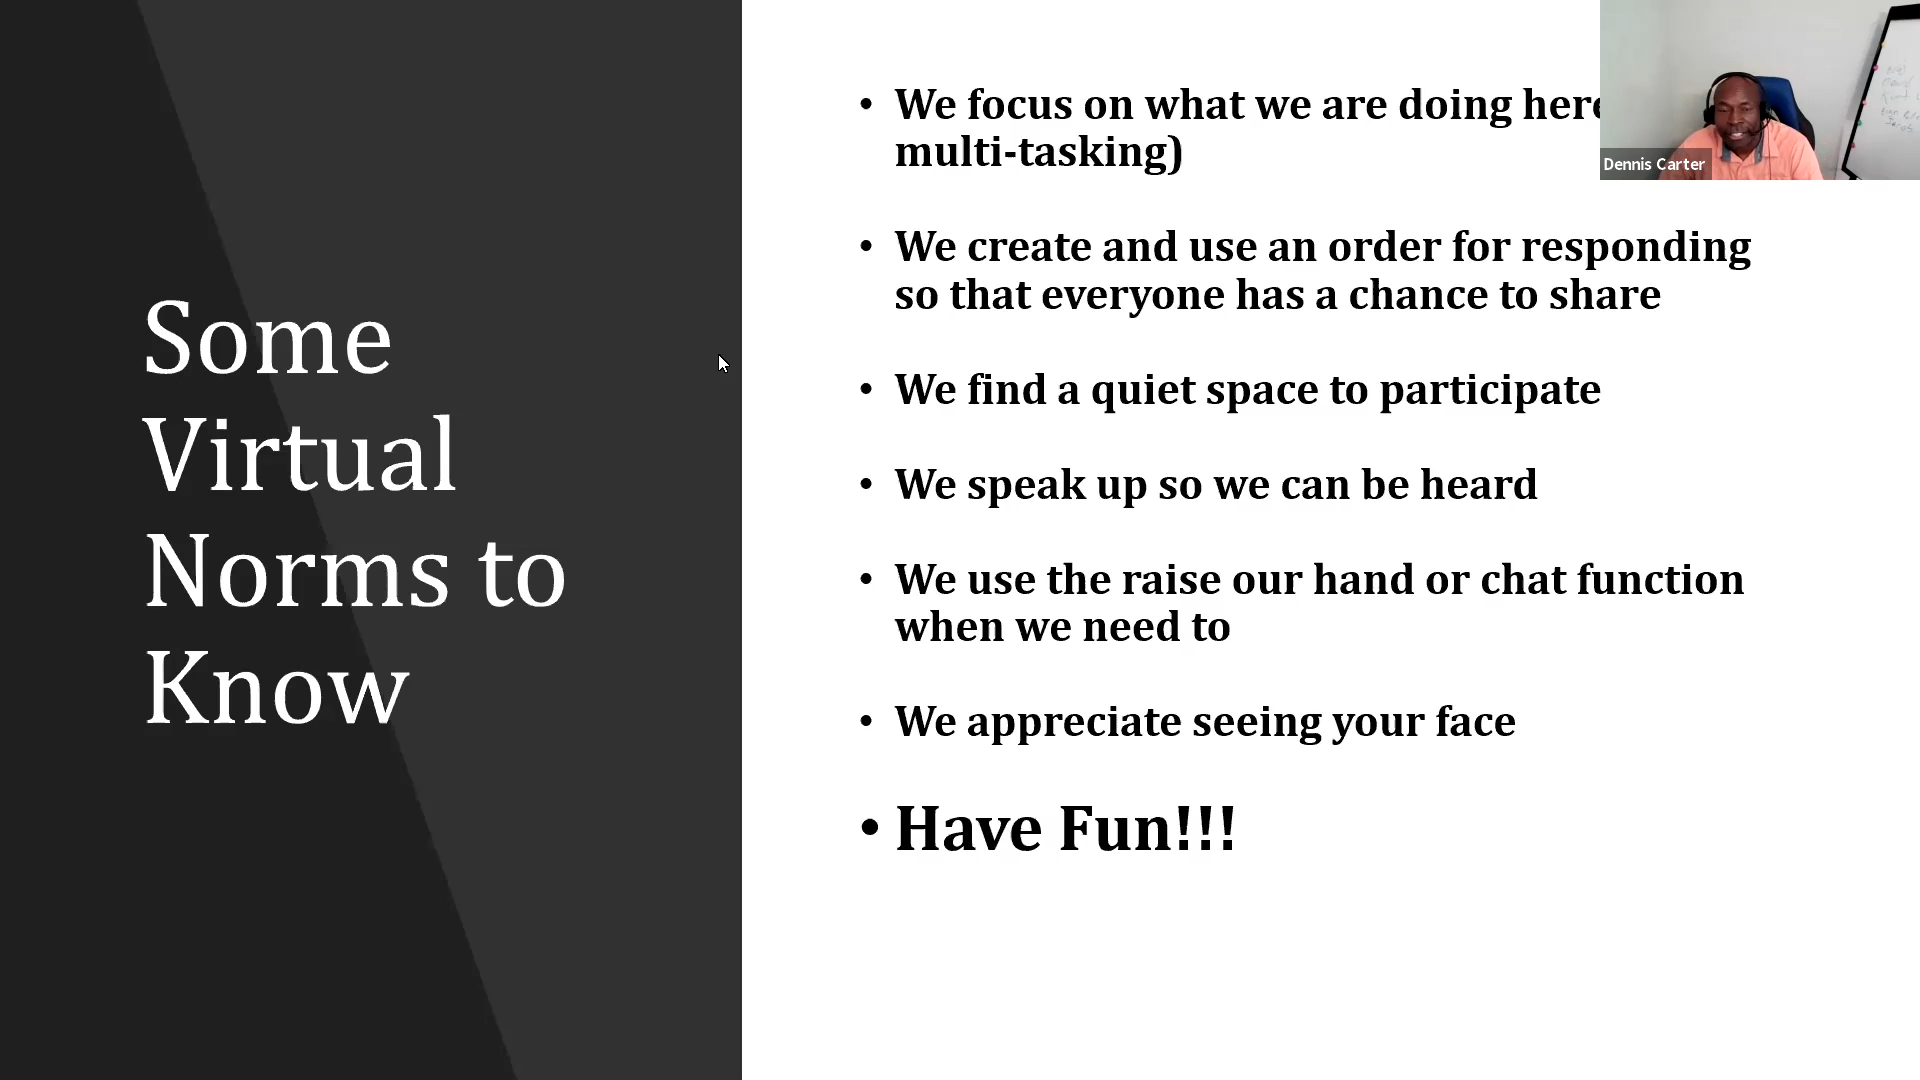 Some
Virtual
Norms to
Know
• We focus on what we are doing here
multi-tasking)
• We create and use an order for responding
so that everyone has a chance to share
• We find a quiet space to participate
• We speak up so we can be heard
• We use the raise our hand or chat function
when we need to
• We appreciate seeing your face
• Have Fun!!!
Dennis Carter